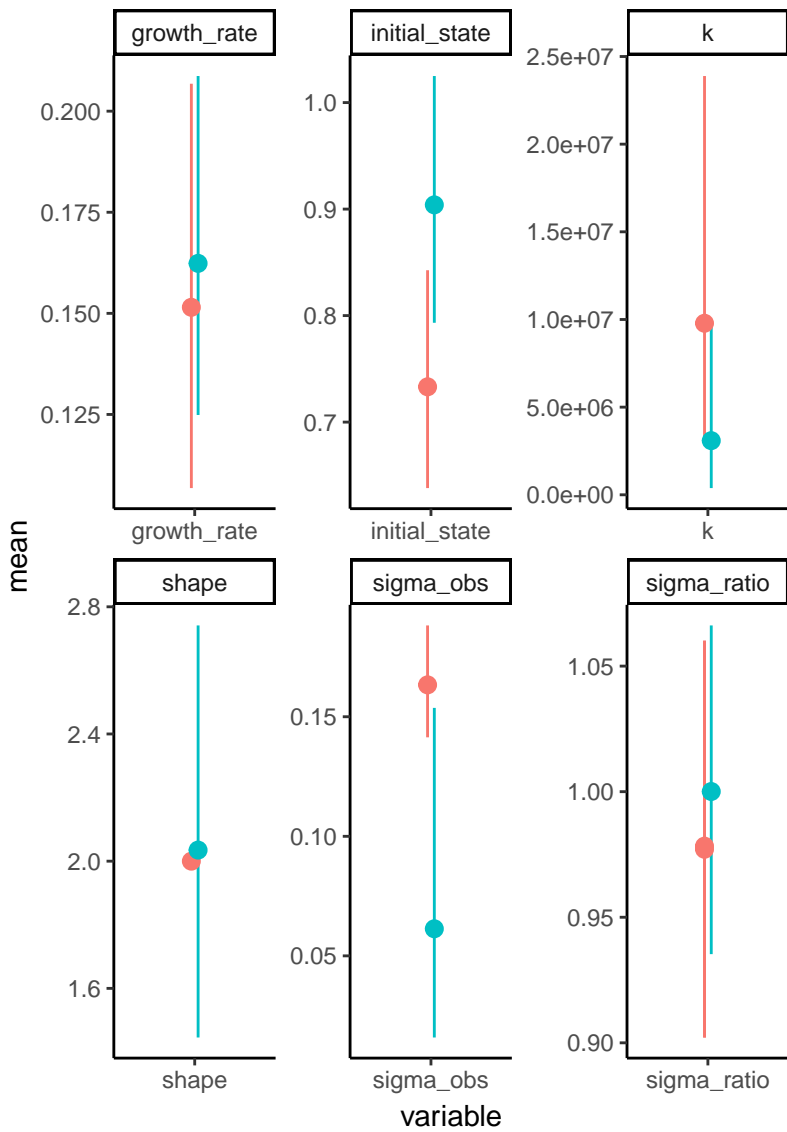 growth_rate
initial_state
k
0.200
0.175
0.150
0.125
1.0
0.9
0.8
0.7
2.5e+07
2.0e+07
1.5e+07
1.0e+07
5.0e+06
0.0e+00
growth_rate
initial_state
k
mean
shape
sigma_obs
sigma_ratio
2.8
2.4
2.0
1.6
0.15
0.10
0.05
1.05
1.00
0.95
0.90
shape
sigma_obs
sigma_ratio
variable